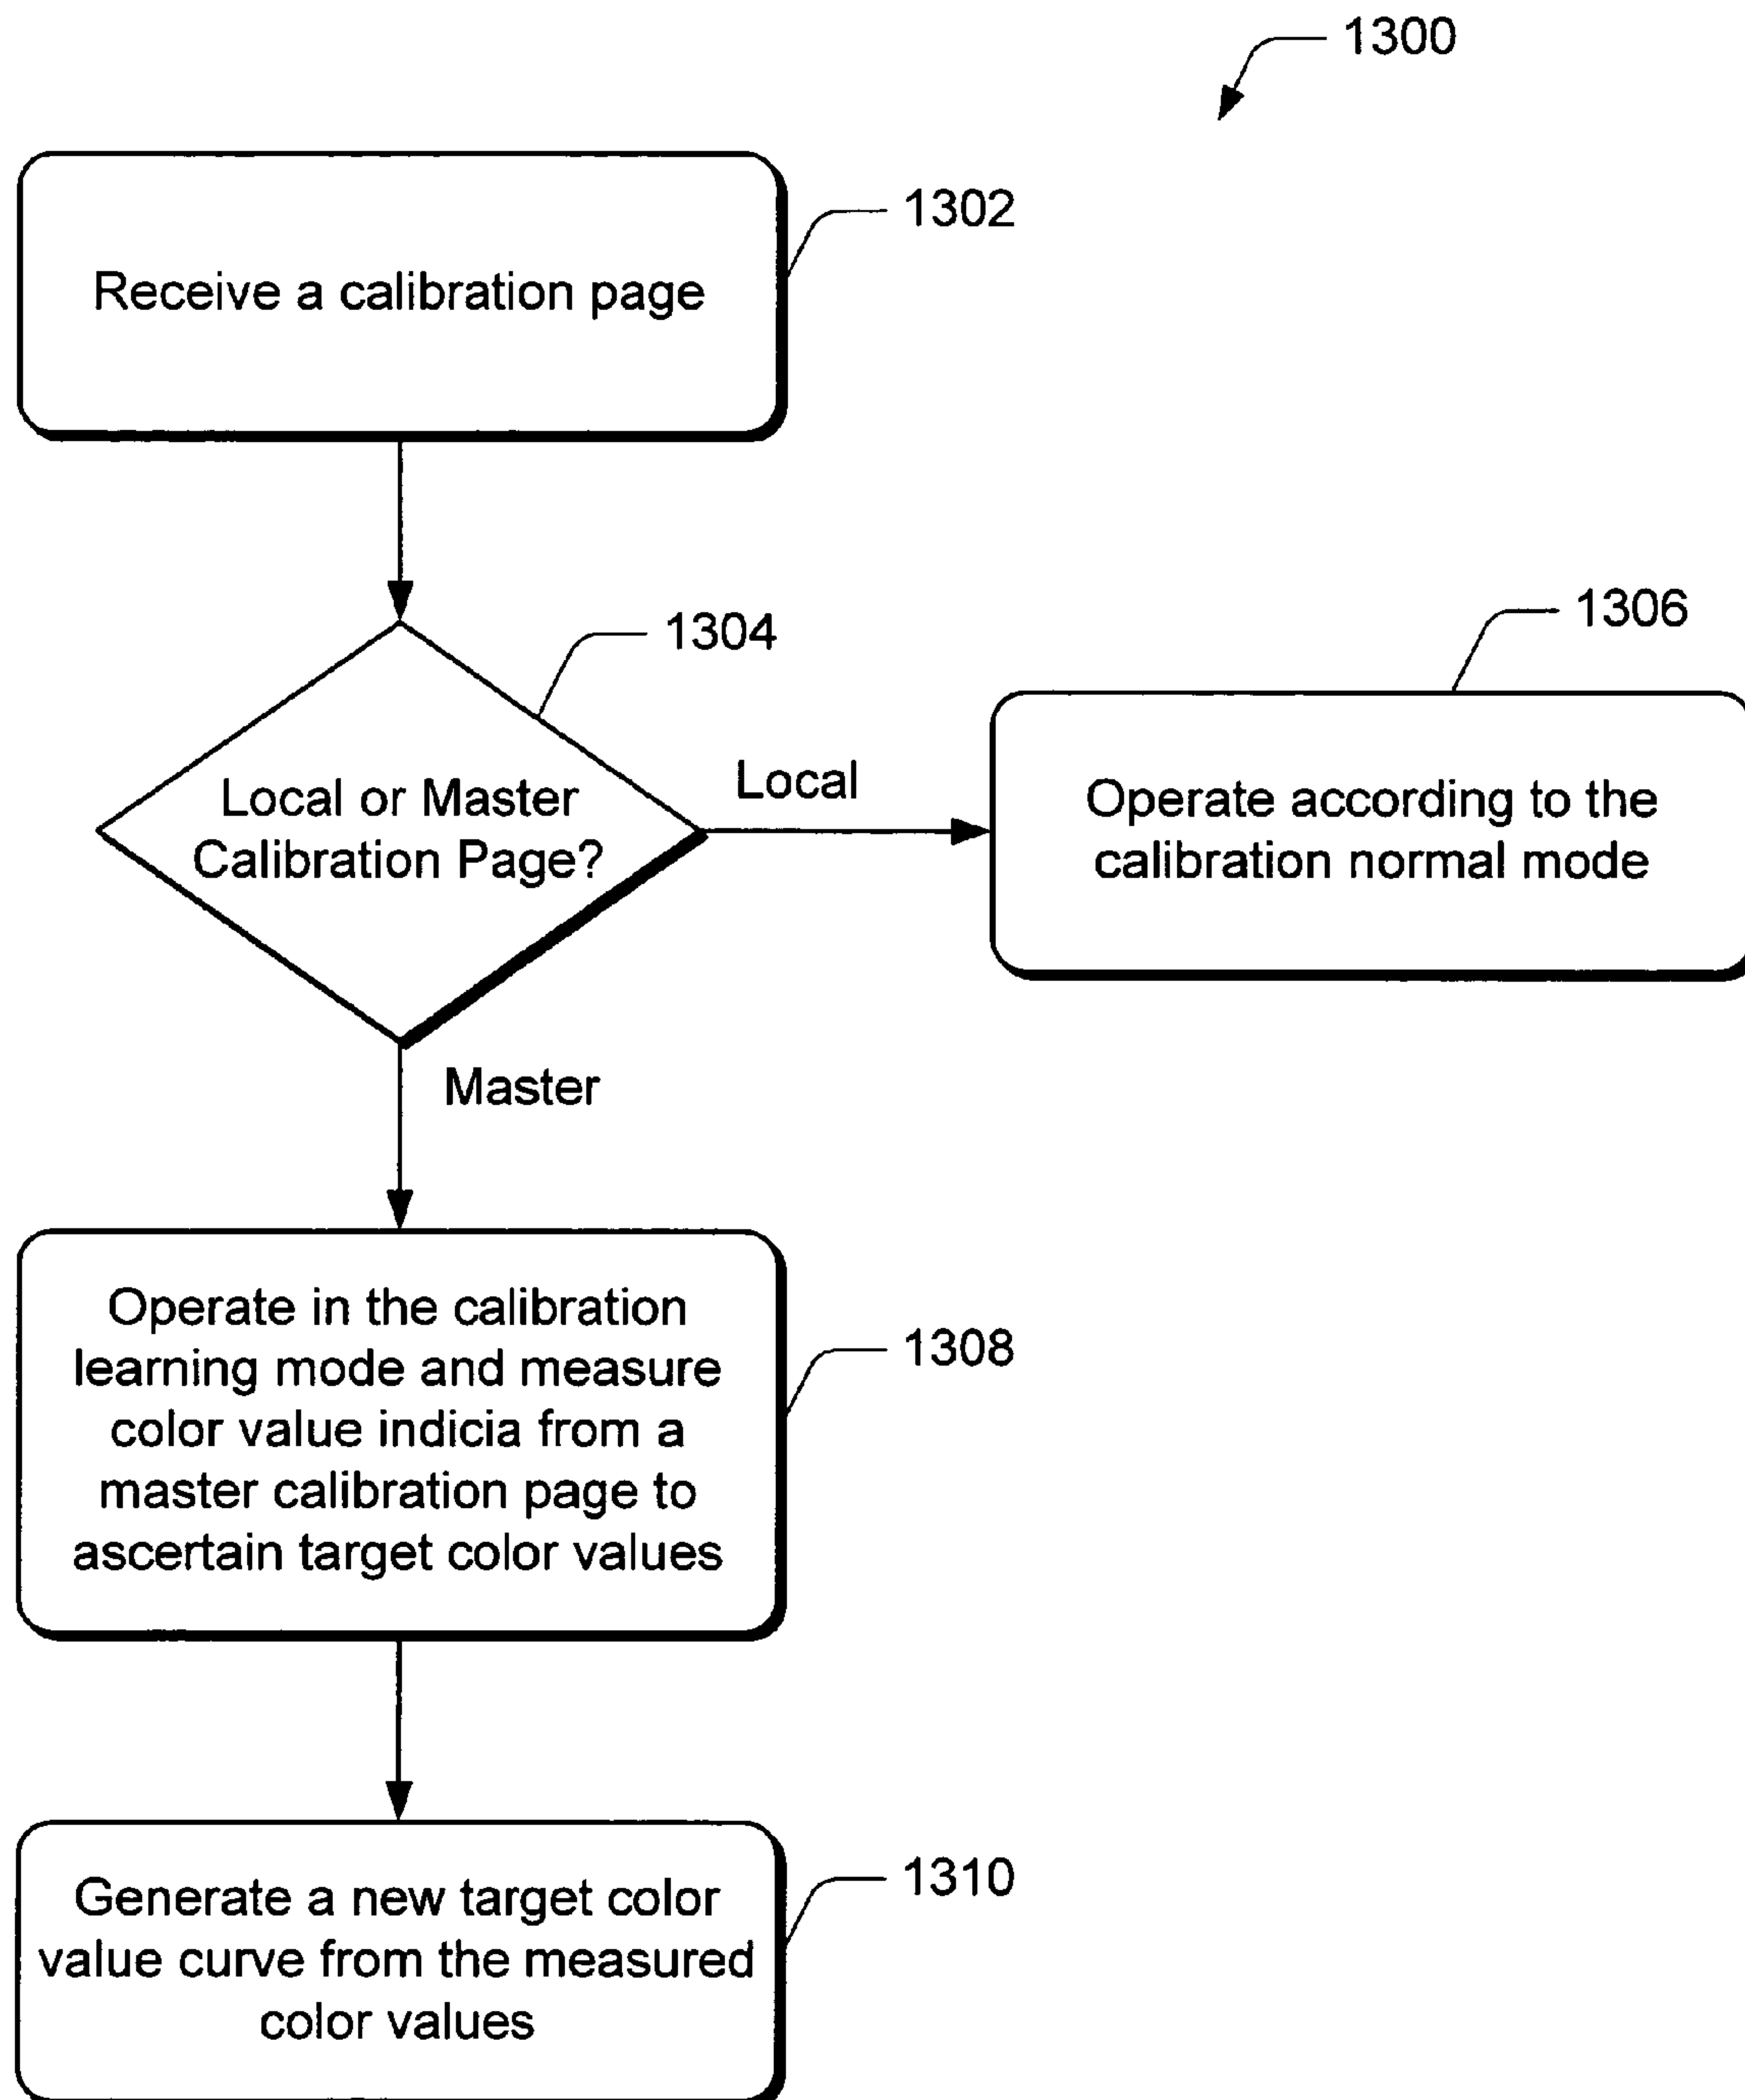 1300
1302
Receive a calibration page
1304
Local or Master
Calibration Page?
Local
1306
Operate according to the
calibration normal mode
Master
1308
Operate in the calibration
learning mode and measure
color value indicia from a
master calibration page to
ascertain target color values
1310
Generate a new target color
value curve from the measured
color values